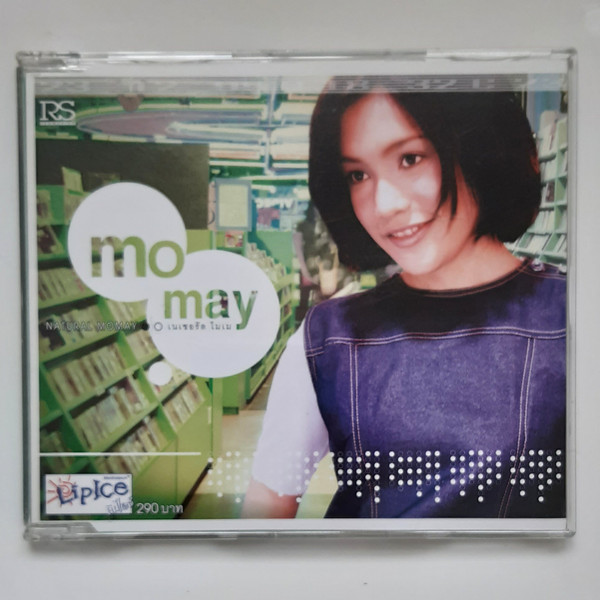 RS
mo
may
NATURAL MOMAY
เนเชอรัล โมเม
LipIce
290 บาท